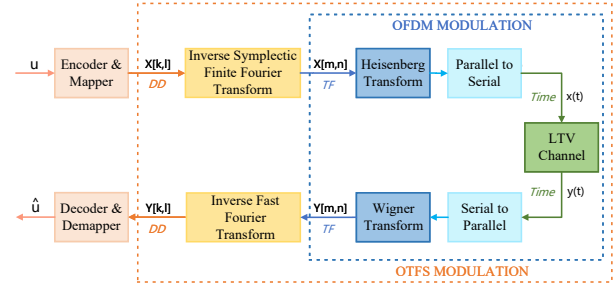 OFDM MODULATION
u
Encoder &
Mapper
X[k,l]
DD
Inverse Symplectic
Finite Fourier
Transform
X[m,n]
TF
Heisenberg
Transform
Parallel to
Serial
Time
x(t)
LTV
Channel
Time
y(t)
û
Decoder &
Demapper
Y[k,l]
DD
Inverse Fast
Fourier
Transform
Y[m,n]
TF
Wigner
Transform
Serial to
Parallel
OTFS MODULATION